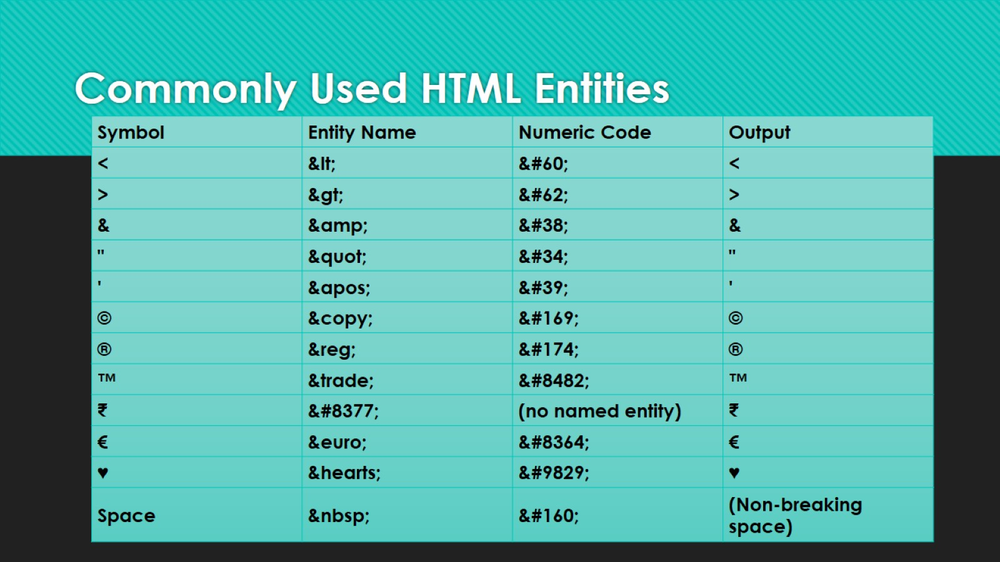 Commonly Used HTML Entities
Symbol Entity Name Numeric Code Output
< &lt; &#60; <
> &gt; &#62; >
& &amp; &#38; &
" &quot; &#34; "
' &apos; &#39; '
© &copy; &#169; ©
® &reg; &#174; ®
™ &trade; &#8482; ™
₹ &#8377; (no named entity) ₹
€ &euro; &#8364; €
♥ &hearts; &#9829; ♥
Space &nbsp; &#160; (Non-breaking
space)